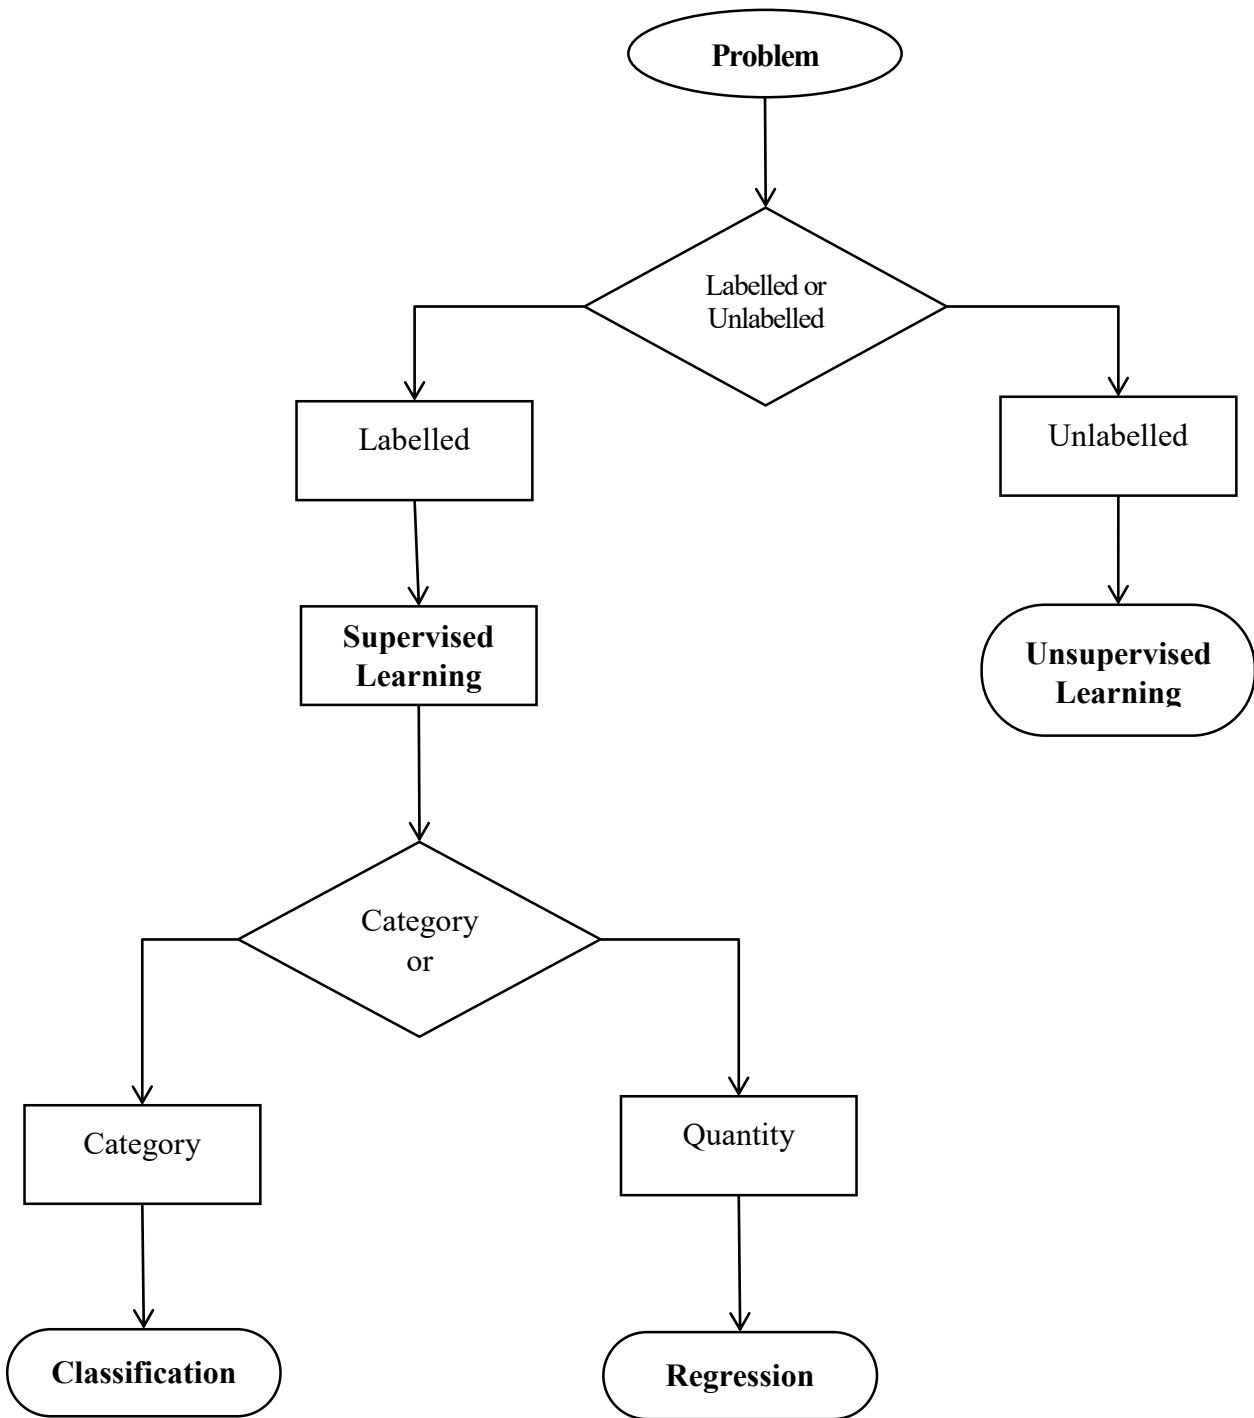 Problem
Labelled or
Unlabelled
Labelled
Unlabelled
Supervised
Learning
Unsupervised
Learning
Category
or
Category
Quantity
Classification
Regression